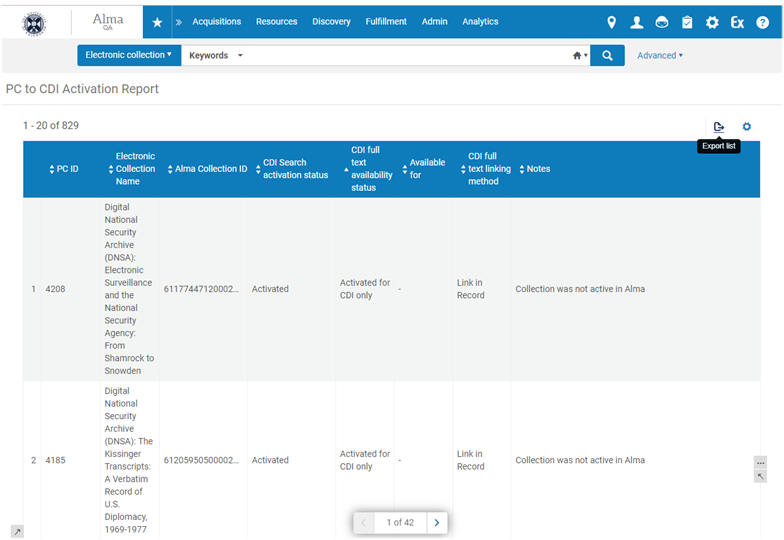 Alma
QA
Acquisitions Resources Discovery Fulfillment Admin Analytics
Ex
?
Electronic collection Keywords Advanced
PC to CDI Activation Report
1 - 20 of 829
Export list
PC ID
Electronic
Collection
Name
Alma Collection ID
CDI Search
activation status
CDI full
text
availability
status
Available
for
CDI full
text linking
method
Notes
1
4208
Digital
National
Security
Archive
(DNSA):
Electronic
Surveillance
and the
National
Security
Agency:
From
Shamrock to
Snowden
61177447120002...
Activated
Activated for
CDI only
-
Link in
Record
Collection was not active in Alma
2
4185
Digital
National
Security
Archive
(DNSA): The
Kissinger
Transcripts:
A Verbatim
Record of
U.S.
Diplomacy,
1969-1977
61205950500002...
Activated
Activated for
CDI only
-
Link in
Record
Collection was not active in Alma
1 of 42